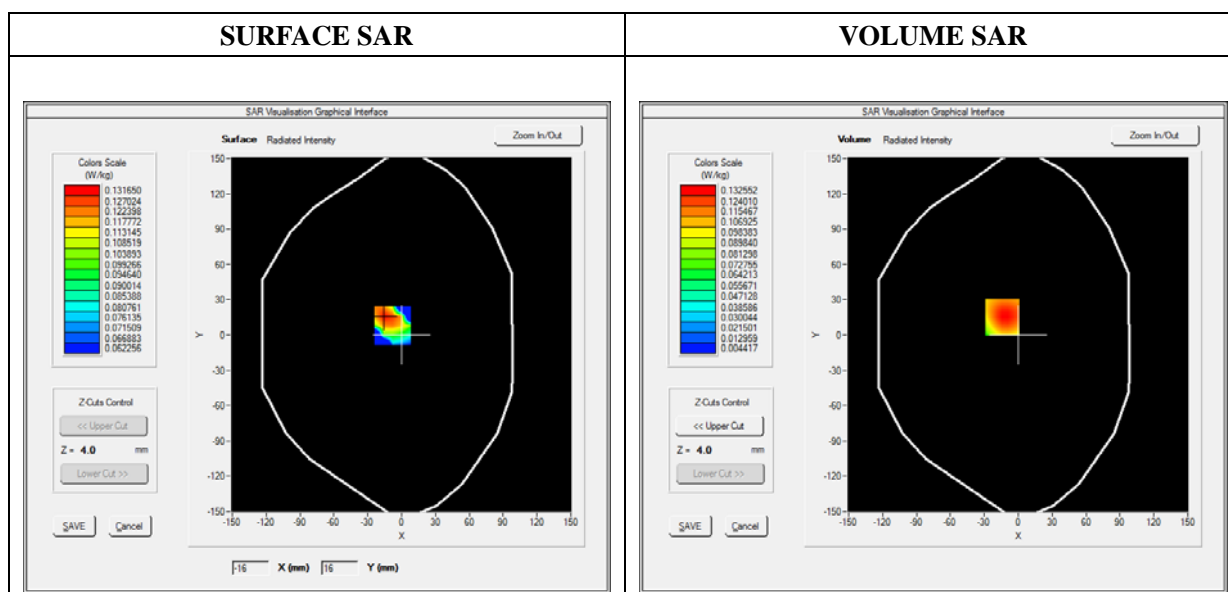 SURFACE SAR
VOLUME SAR
SAR Visualisation Graphical Interface
Surface Radiated Intensity
Zoom In/Out
Colors Scale
(W/kg)
0.131650
0.127024
0.122398
0.117772
0.113145
0.108519
0.103893
0.099266
0.094640
0.090014
0.085388
0.080761
0.076135
0.071509
0.066883
0.062256
Z-Cuts Control
<< Upper Cut
Z = 4.0 mm
Lower Cut >>
SAVE Cancel
150
120
90
60
30
0
-30
-60
-90
-120
-150
Y
-150 -120 -90 -60 -30 0 30 60 90 120 150
X
-16 X (mm) 16 Y (mm)
SAR Visualisation Graphical Interface
Volume Radiated Intensity
Zoom In/Out
Colors Scale
(W/kg)
0.132552
0.124010
0.115467
0.106925
0.098383
0.089840
0.081298
0.072755
0.064213
0.055671
0.047128
0.038586
0.030044
0.021501
0.012959
0.004417
Z-Cuts Control
<< Upper Cut
Z = 4.0 mm
Lower Cut >>
SAVE Cancel
150
120
90
60
30
0
-30
-60
-90
-120
-150
Y
-150 -120 -90 -60 -30 0 30 60 90 120 150
X